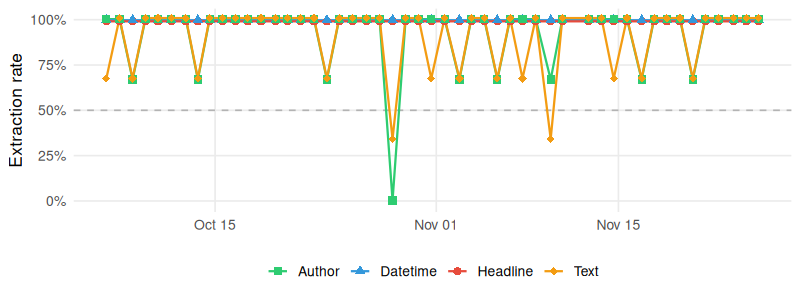 Extraction rate
100%
75%
50%
25%
0%
Oct 15 Nov 01 Nov 15
Author Datetime Headline Text